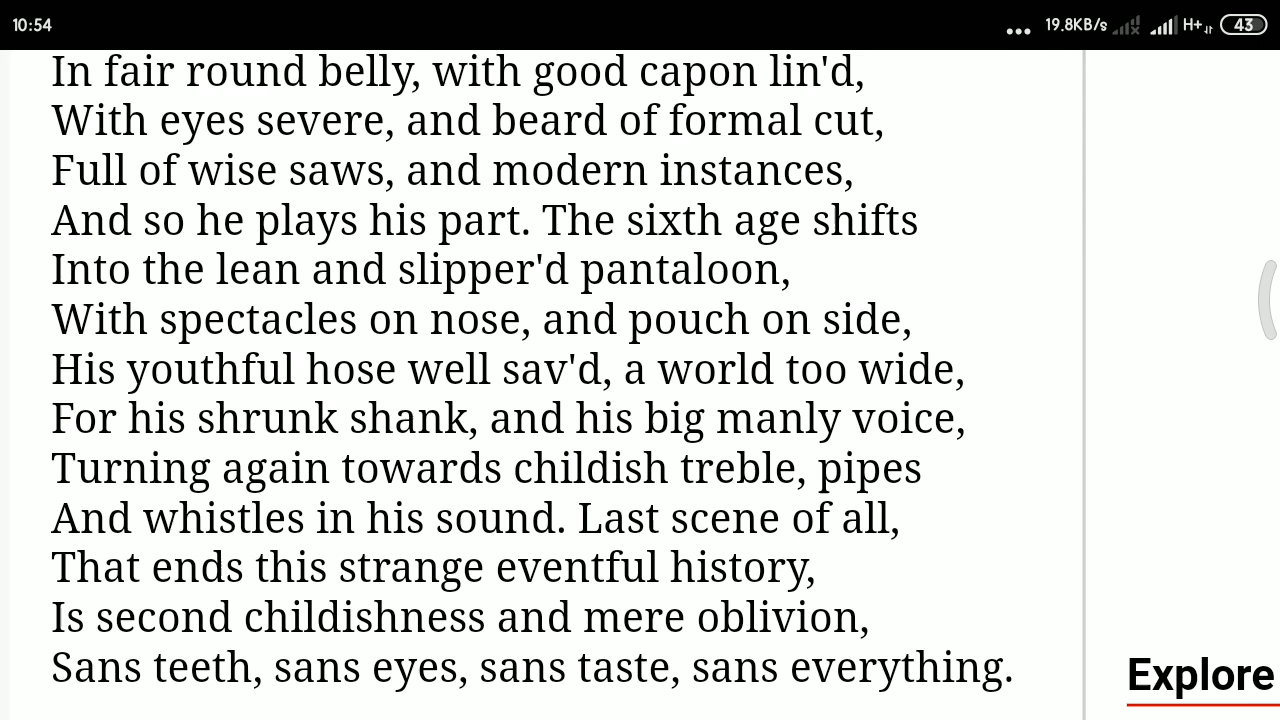 10:54
... 19.8KB/s H+ 43
In fair round belly, with good capon lin'd,
With eyes severe, and beard of formal cut,
Full of wise saws, and modern instances,
And so he plays his part. The sixth age shifts
Into the lean and slipper'd pantaloon,
With spectacles on nose, and pouch on side,
His youthful hose well sav'd, a world too wide,
For his shrunk shank, and his big manly voice,
Turning again towards childish treble, pipes
And whistles in his sound. Last scene of all,
That ends this strange eventful history,
Is second childishness and mere oblivion,
Sans teeth, sans eyes, sans taste, sans everything.
Explore